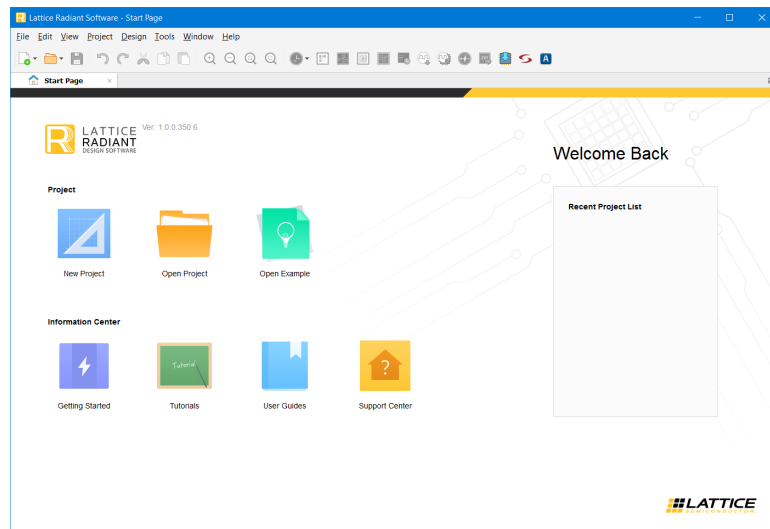 Lattice Radiant Software - Start Page
File Edit View Project Design Tools Window Help
A
Start Page
LATTICE
RADIANT
DESIGN SOFTWARE
Ver: 1.0.0.350.6
Welcome Back
Project
Recent Project List
New Project Open Project Open Example
Information Center
Tutorial
?
Getting Started Tutorials User Guides Support Center
LATTICE
SEMICONDUCTOR